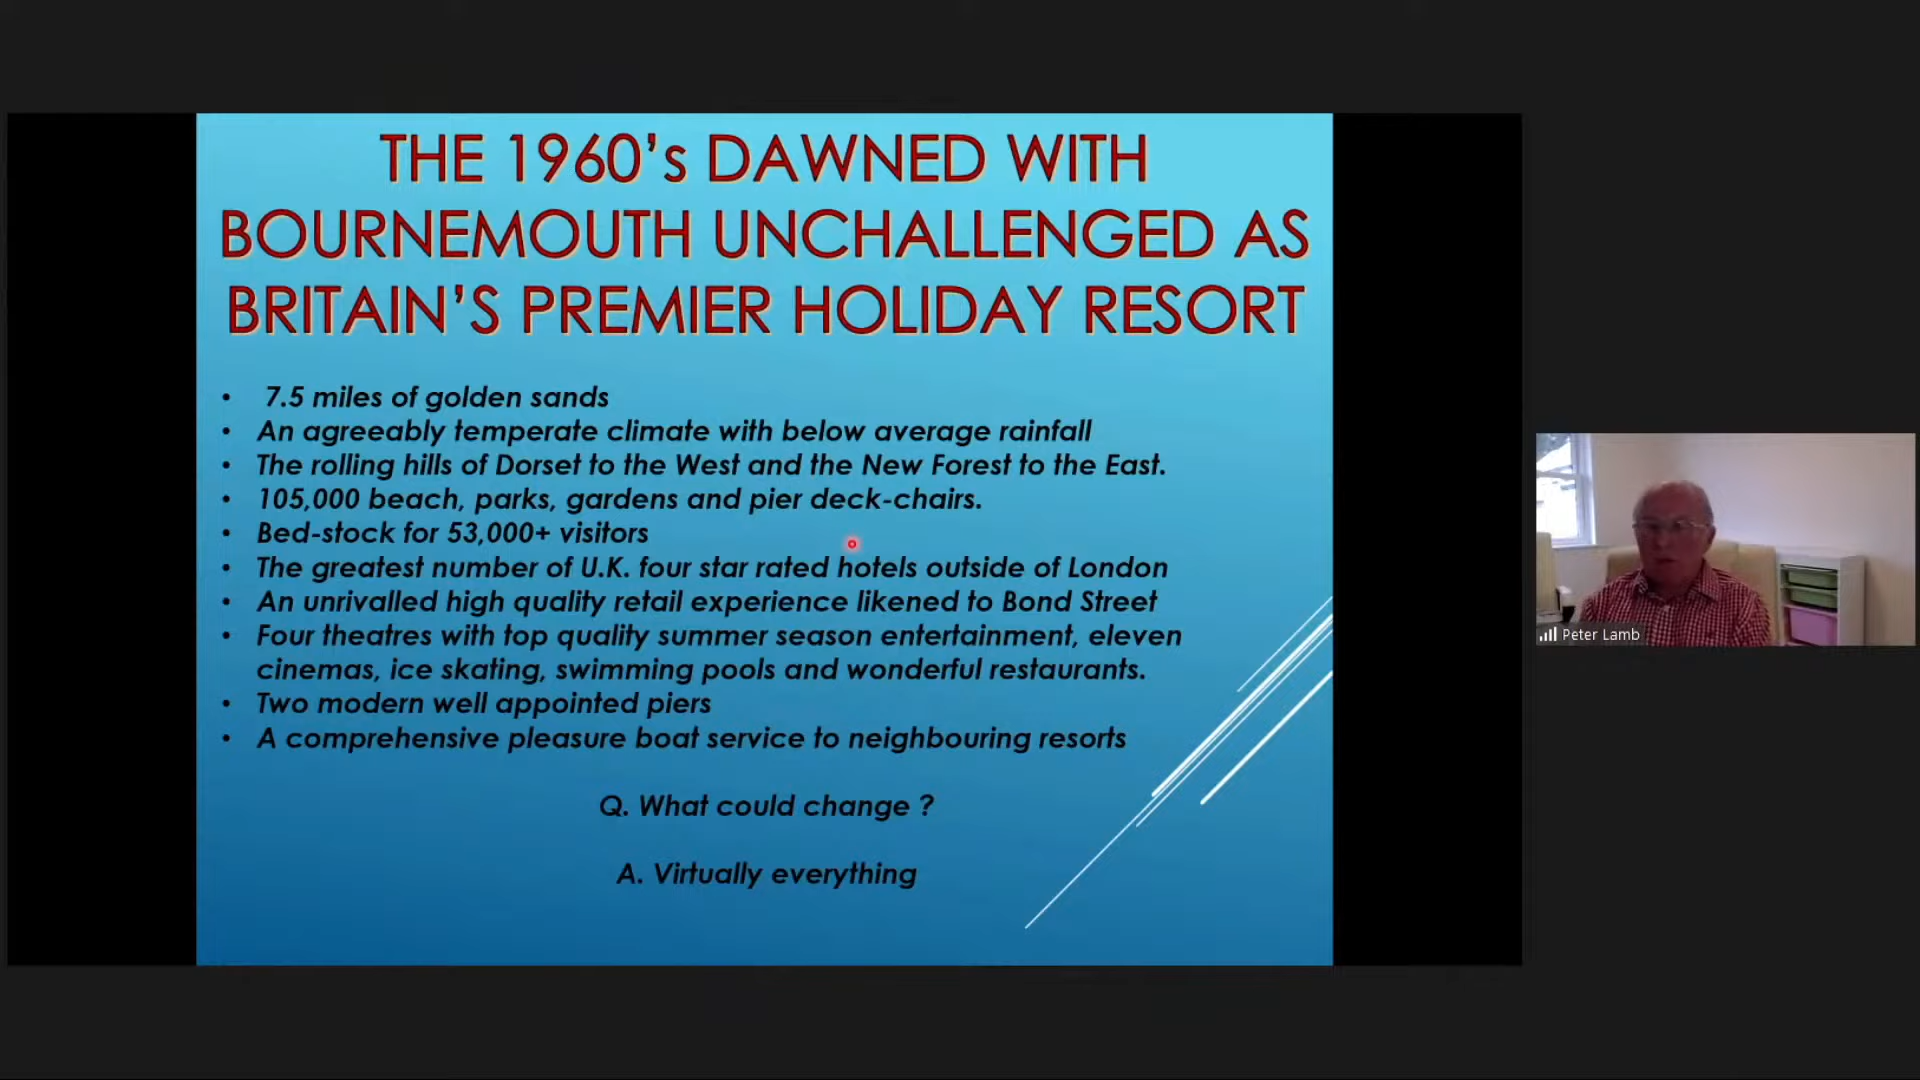 THE 1960's DAWNED WITH
BOURNEMOUTH UNCHALLENGED AS
BRITAIN'S PREMIER HOLIDAY RESORT
• 7.5 miles of golden sands
• An agreeably temperate climate with below average rainfall
• The rolling hills of Dorset to the West and the New Forest to the East.
• 105,000 beach, parks, gardens and pier deck-chairs.
• Bed-stock for 53,000+ visitors
• The greatest number of U.K. four star rated hotels outside of London
• An unrivalled high quality retail experience likened to Bond Street
• Four theatres with top quality summer season entertainment, eleven
cinemas, ice skating, swimming pools and wonderful restaurants.
• Two modern well appointed piers
• A comprehensive pleasure boat service to neighbouring resorts
Q. What could change ?
A. Virtually everything
Peter Lamb